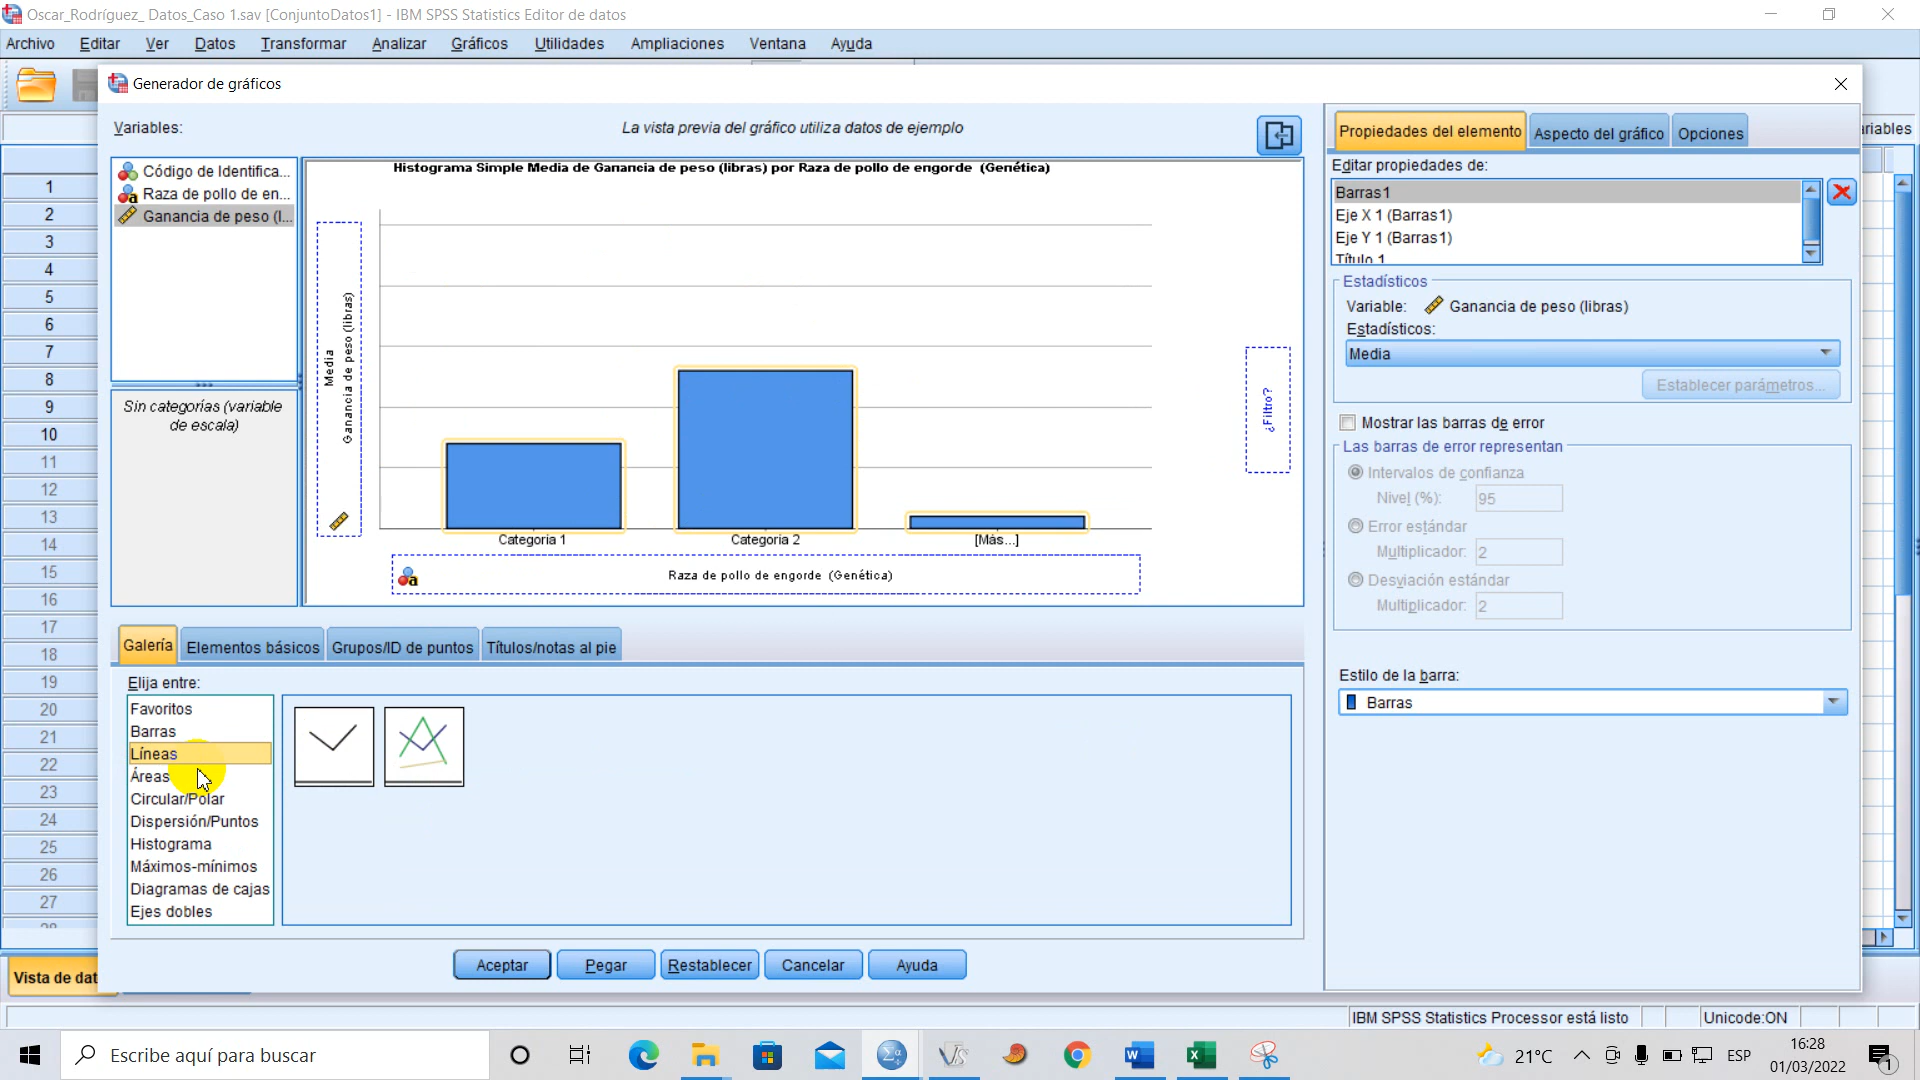 Oscar_Rodríguez_ Datos_Caso 1.sav [ConjuntoDatos1] - IBM SPSS Statistics Editor de datos
Archivo Editar Ver Datos Transformar Analizar Gráficos Utilidades Ampliaciones Ventana Ayuda
Generador de gráficos
Variables:
La vista previa del gráfico utiliza datos de ejemplo
Código de Identifica...
Raza de pollo de en...
Ganancia de peso (l...
Sin categorías (variable
de escala)
Histograma Simple Media de Ganancia de peso (libras) por Raza de pollo de engorde (Genética)
Media
Ganancia de peso (libras)
¿Filtro?
Categoría 1
Categoría 2
[Más...]
Raza de pollo de engorde (Genética)
Galería
Elementos básicos
Grupos/ID de puntos
Títulos/notas al pie
Elija entre:
Favoritos
Barras
Líneas
Áreas
Circular/Polar
Dispersión/Puntos
Histograma
Máximos-mínimos
Diagramas de cajas
Ejes dobles
Aceptar
Pegar
Restablecer
Cancelar
Ayuda
Propiedades del elemento
Aspecto del gráfico
Opciones
Editar propiedades de:
Barras1
Eje X 1 (Barras1)
Eje Y 1 (Barras1)
Título 1
Estadísticos
Variable: Ganancia de peso (libras)
Estadísticos:
Media
Establecer parámetros...
Mostrar las barras de error
Las barras de error representan
Intervalos de confianza
Nivel (%): 95
Error estándar
Multiplicador: 2
Desviación estándar
Multiplicador: 2
Estilo de la barra:
Barras
riables
1
2
3
4
5
6
7
8
9
10
11
12
13
14
15
16
17
18
19
20
21
22
23
24
25
26
27
28
Vista de dat
IBM SPSS Statistics Processor está listo
Unicode:ON
Escribe aquí para buscar
21°C
ESP
16:28
01/03/2022
1